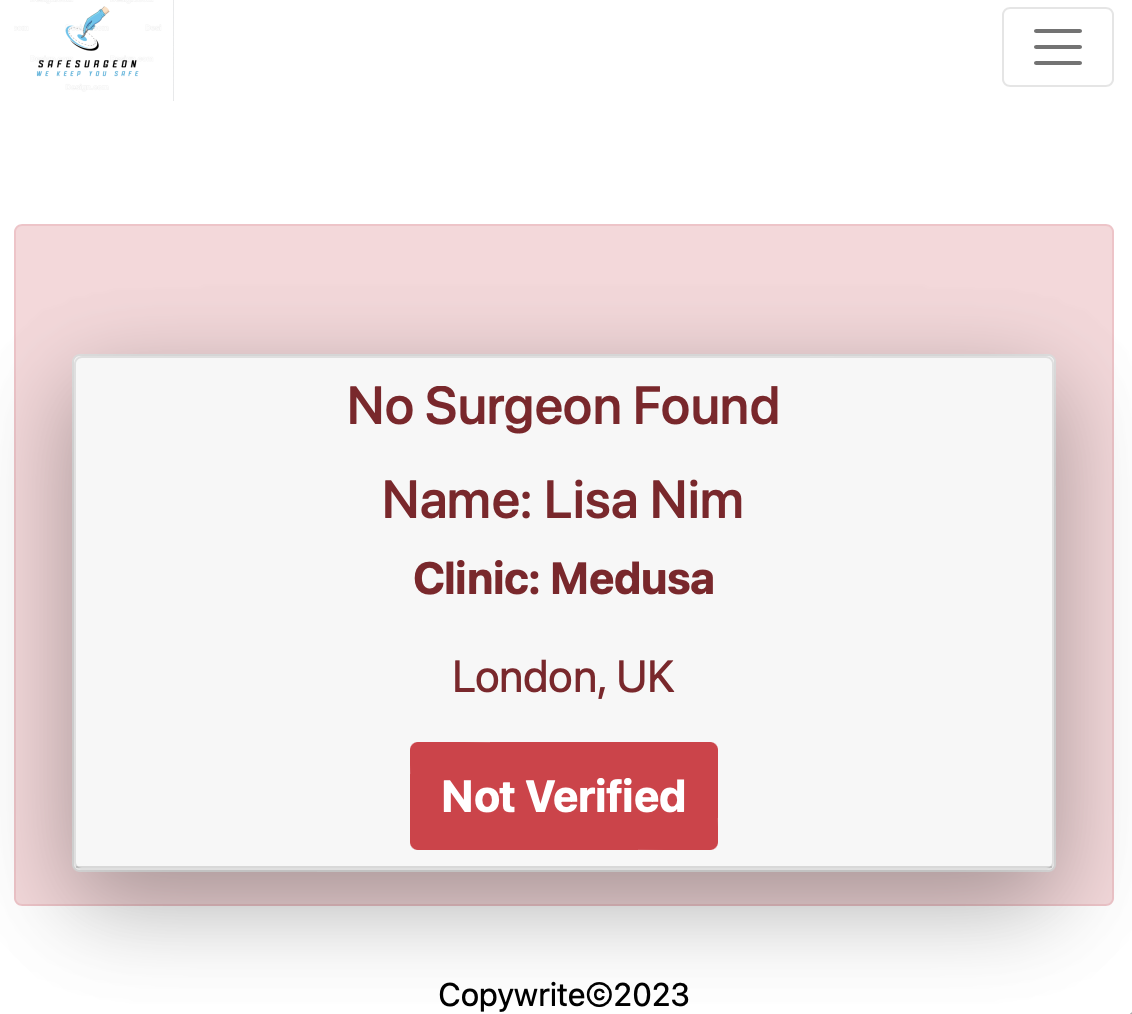 SAFESURGEON
WE KEEP YOU SAFE
No Surgeon Found
Name: Lisa Nim
Clinic: Medusa
London, UK
Not Verified
Copywrite©2023